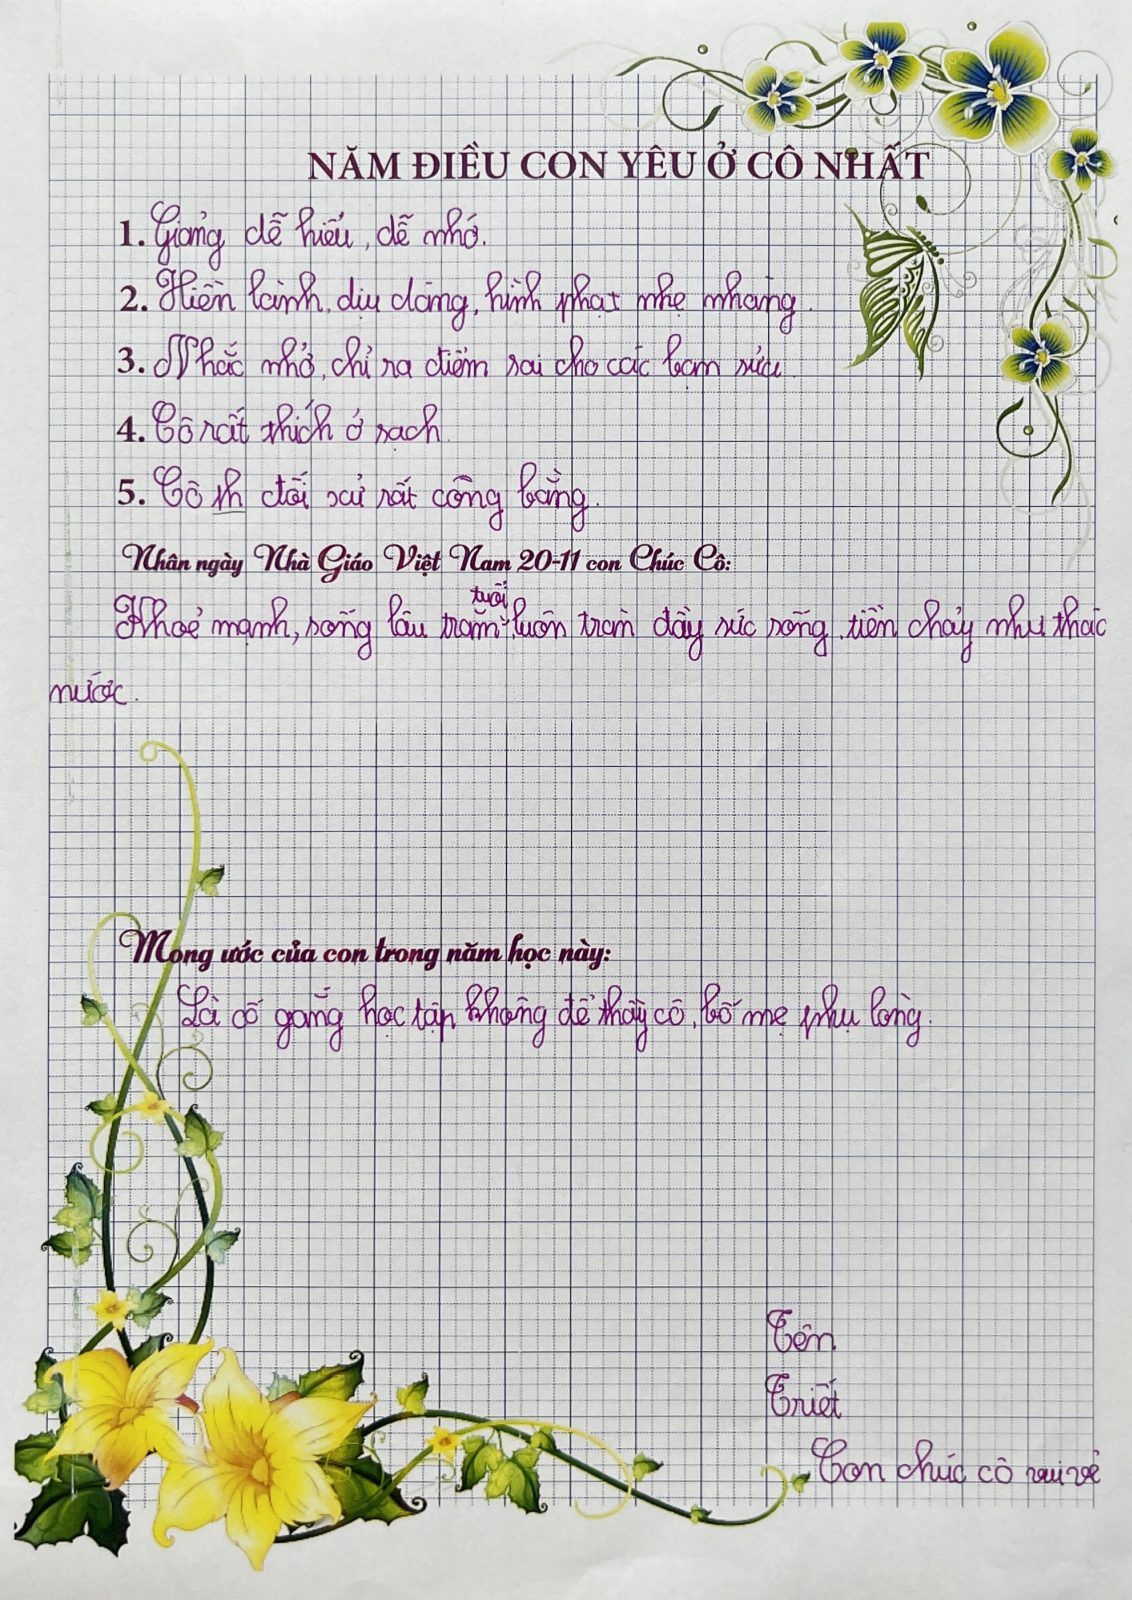 NĂM ĐIỀU CON YÊU Ở CÔ NHẤT
1. Giảng dễ hiểu, dễ nhớ.
2. Hiền lành, dịu dàng, hình phạt nhẹ nhàng.
3. Nhắc nhở, chỉ ra điểm sai cho các bạn sửa.
4. Cô rất thích ở sạch.
5. Cô th đối xử rất công bằng.
Nhân ngày Nhà Giáo Việt Nam 20-11 con Chúc Cô:
tuổi
Khoẻ mạnh, sống lâu trăm, luôn tràn đầy sức sống, tiền chảy như thác
nước.
Mong ước của con trong năm học này:
Là cố gắng học tập không để thầy cô, bố mẹ phu lòng.
Tên
Triết
Con chúc cô vui vẻ